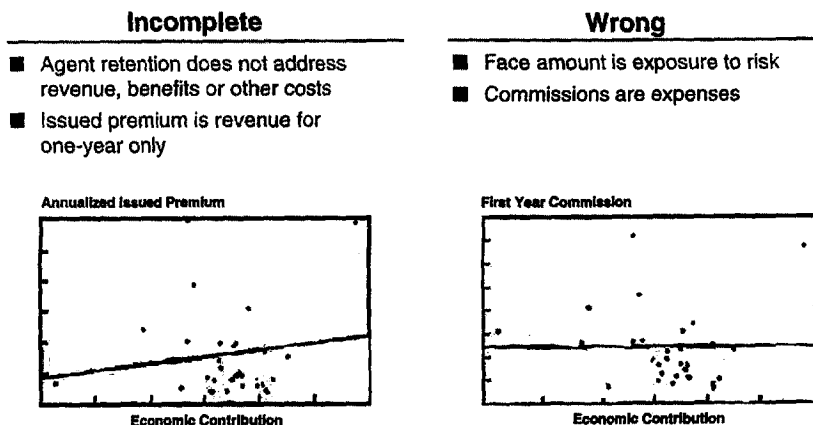 Incomplete
■ Agent retention does not address
revenue, benefits or other costs
■ Issued premium is revenue for
one-year only
Annualized Issued Premium
Economic Contribution
Wrong
■ Face amount is exposure to risk
■ Commissions are expenses
First Year Commission
Economic Contribution